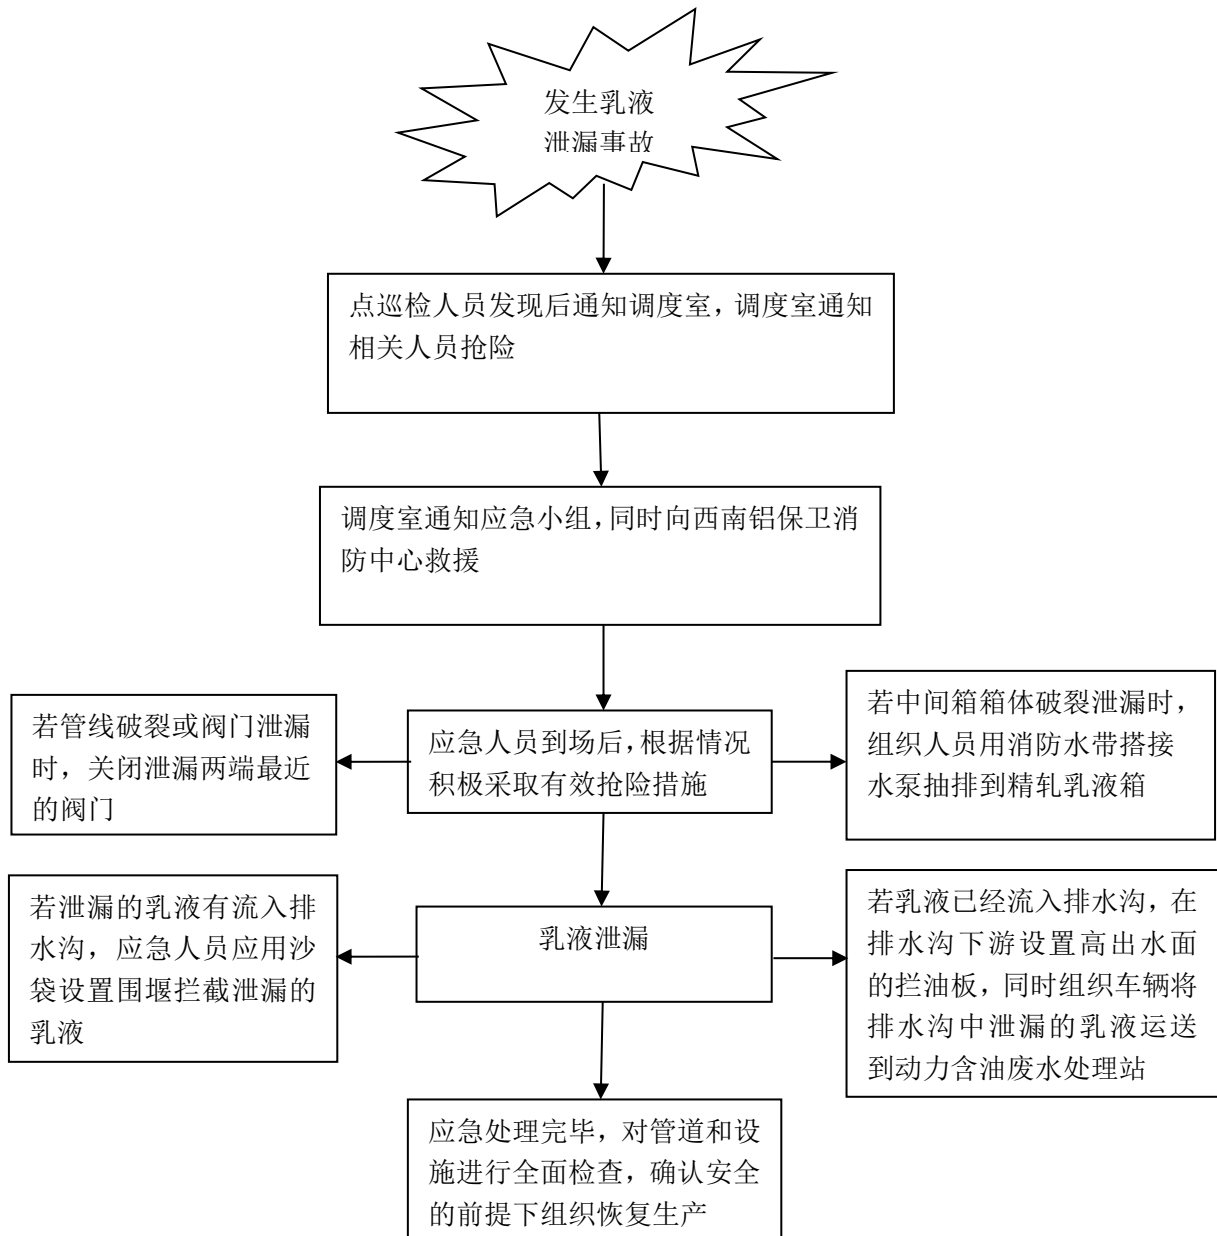 发生乳液
泄漏事故
点巡检人员发现后通知调度室，调度室通知
相关人员抢险
调度室通知应急小组，同时向西南铝保卫消
防中心救援
若管线破裂或阀门泄漏
时，关闭泄漏两端最近
的阀门
应急人员到场后，根据情况
积极采取有效抢险措施
若中间箱箱体破裂泄漏时，
组织人员用消防水带搭接
水泵抽排到精轧乳液箱
若泄漏的乳液有流入排
水沟，应急人员应用沙
袋设置围堰拦截泄漏的
乳液
乳液泄漏
若乳液已经流入排水沟，在
排水沟下游设置高出水面
的拦油板，同时组织车辆将
排水沟中泄漏的乳液运送
到动力含油废水处理站
应急处理完毕，对管道和设
施进行全面检查，确认安全
的前提下组织恢复生产